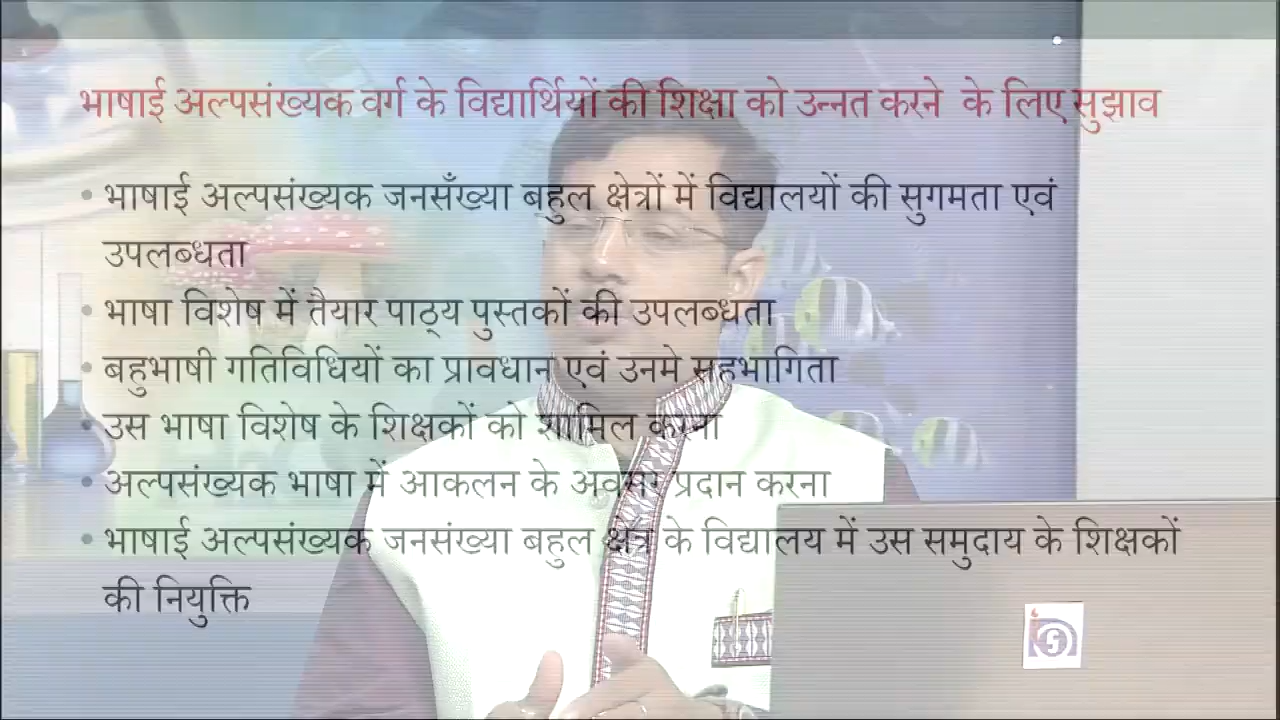 भाषाई अल्पसंख्यक वर्ग के विद्यार्थियों की शिक्षा को उन्नत करने के लिए सुझाव
• भाषाई अल्पसंख्यक जनसँख्या बहुल क्षेत्रों में विद्यालयों की सुगमता एवं
उपलब्धता
• भाषा विशेष में तैयार पाठ्य पुस्तकों की उपलब्धता
• बहुभाषी गतिविधियों का प्रावधान एवं उनमे सहभागिता
• उस भाषा विशेष के शिक्षकों को शामिल करना
• अल्पसंख्यक भाषा में आकलन के अवसर प्रदान करना
• भाषाई अल्पसंख्यक जनसंख्या बहुल क्षेत्र के विद्यालय में उस समुदाय के शिक्षकों
की नियुक्ति